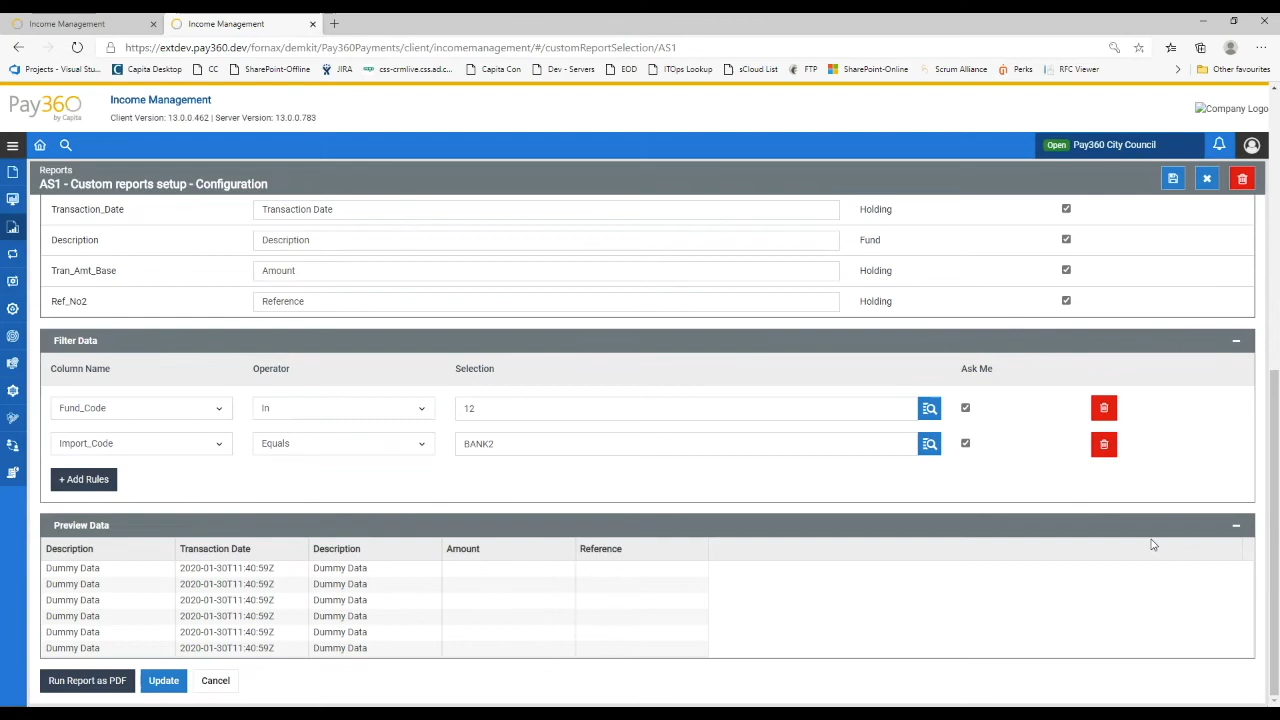 Income Management
Income Management
https://extdev.pay360.dev/fornax/demkit/Pay360Payments/client/incomemanagement/#/customReportSelection/AS1
Projects - Visual Stu... Capita Desktop CC SharePoint-Offline JIRA css-crmlive.css.ad.c... Capita Con Dev - Servers EOD ITOps Lookup sCloud List FTP SharePoint-Online Scrum Alliance Perks RFC Viewer Other favourites
Pay360
by Capita
Income Management
Client Version: 13.0.0.462 | Server Version: 13.0.0.783
Company Logo
Open Pay360 City Council
Reports
AS1 - Custom reports setup - Configuration
Transaction_Date Transaction Date Holding
Description Description Fund
Tran_Amt_Base Amount Holding
Ref_No2 Reference Holding
Filter Data
Column Name Operator Selection Ask Me
Fund_Code In 12
Import_Code Equals BANK2
+ Add Rules
Preview Data
Description Transaction Date Description Amount Reference
Dummy Data 2020-01-30T11:40:59Z Dummy Data
Dummy Data 2020-01-30T11:40:59Z Dummy Data
Dummy Data 2020-01-30T11:40:59Z Dummy Data
Dummy Data 2020-01-30T11:40:59Z Dummy Data
Dummy Data 2020-01-30T11:40:59Z Dummy Data
Dummy Data 2020-01-30T11:40:59Z Dummy Data
Run Report as PDF Update Cancel